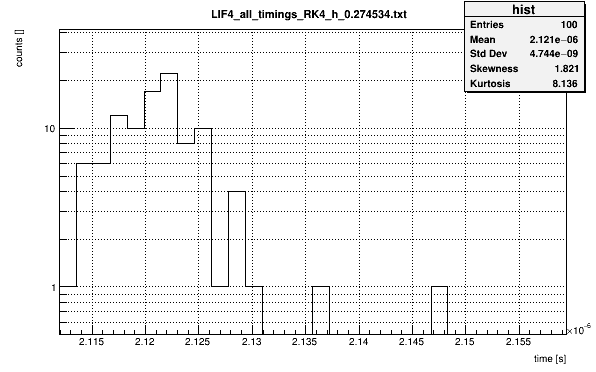 LIF4_all_timings_RK4_h_0.274534.txt
hist
Entries 100
Mean 2.121e−06
Std Dev 4.744e−09
Skewness 1.821
Kurtosis 8.136
counts []
10
1
2.115 2.12 2.125 2.13 2.135 2.14 2.145 2.15 2.155
×10⁻⁶
time [s]